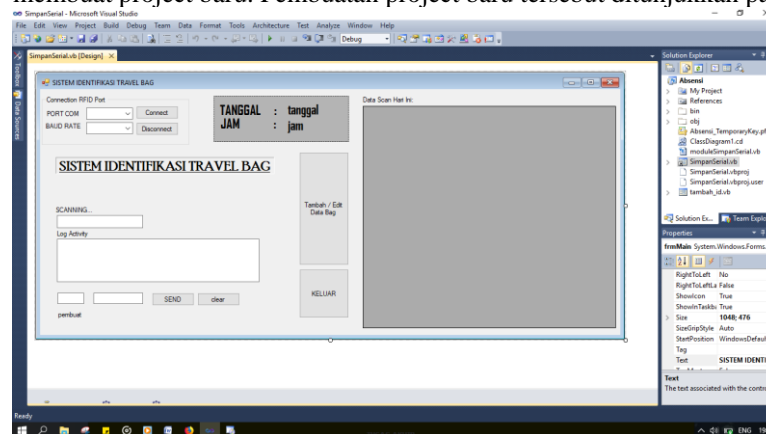 membuat project baru. Pembuatan project baru tersebut ditunjukkan pa
SimpanSerial - Microsoft Visual Studio
File Edit View Project Build Debug Team Data Format Tools Architecture Test Analyze Window Help
Debug
SimpanSerial.vb [Design]
Toolbox
Data Sources
SISTEM IDENTIFIKASI TRAVEL BAG
Connection RFID Port
PORT COM Connect
BAUD RATE Disconnect
TANGGAL : tanggal
JAM : jam
Data Scan Hari Ini:
SISTEM IDENTIFIKASI TRAVEL BAG
SCANNING...
Log Activity
Tambah / Edit
Data Bag
KELUAR
SEND clear
pembuat
Solution Explorer
Absensi
My Project
References
bin
obj
Absensi_TemporaryKey.pf
ClassDiagram1.cd
moduleSimpanSerial.vb
SimpanSerial.vb
SimpanSerial.vbproj
SimpanSerial.vbproj.user
tambah_id.vb
Solution Ex... Team Explo
Properties
frmMain System.Windows.Forms.
RightToLeft No
RightToLeftLa False
ShowIcon True
ShowInTaskba True
Size 1048; 476
SizeGripStyle Auto
StartPosition WindowsDefaul
Tag
Text SISTEM IDENTI
Text
The text associated with the contro
Ready
ENG 19